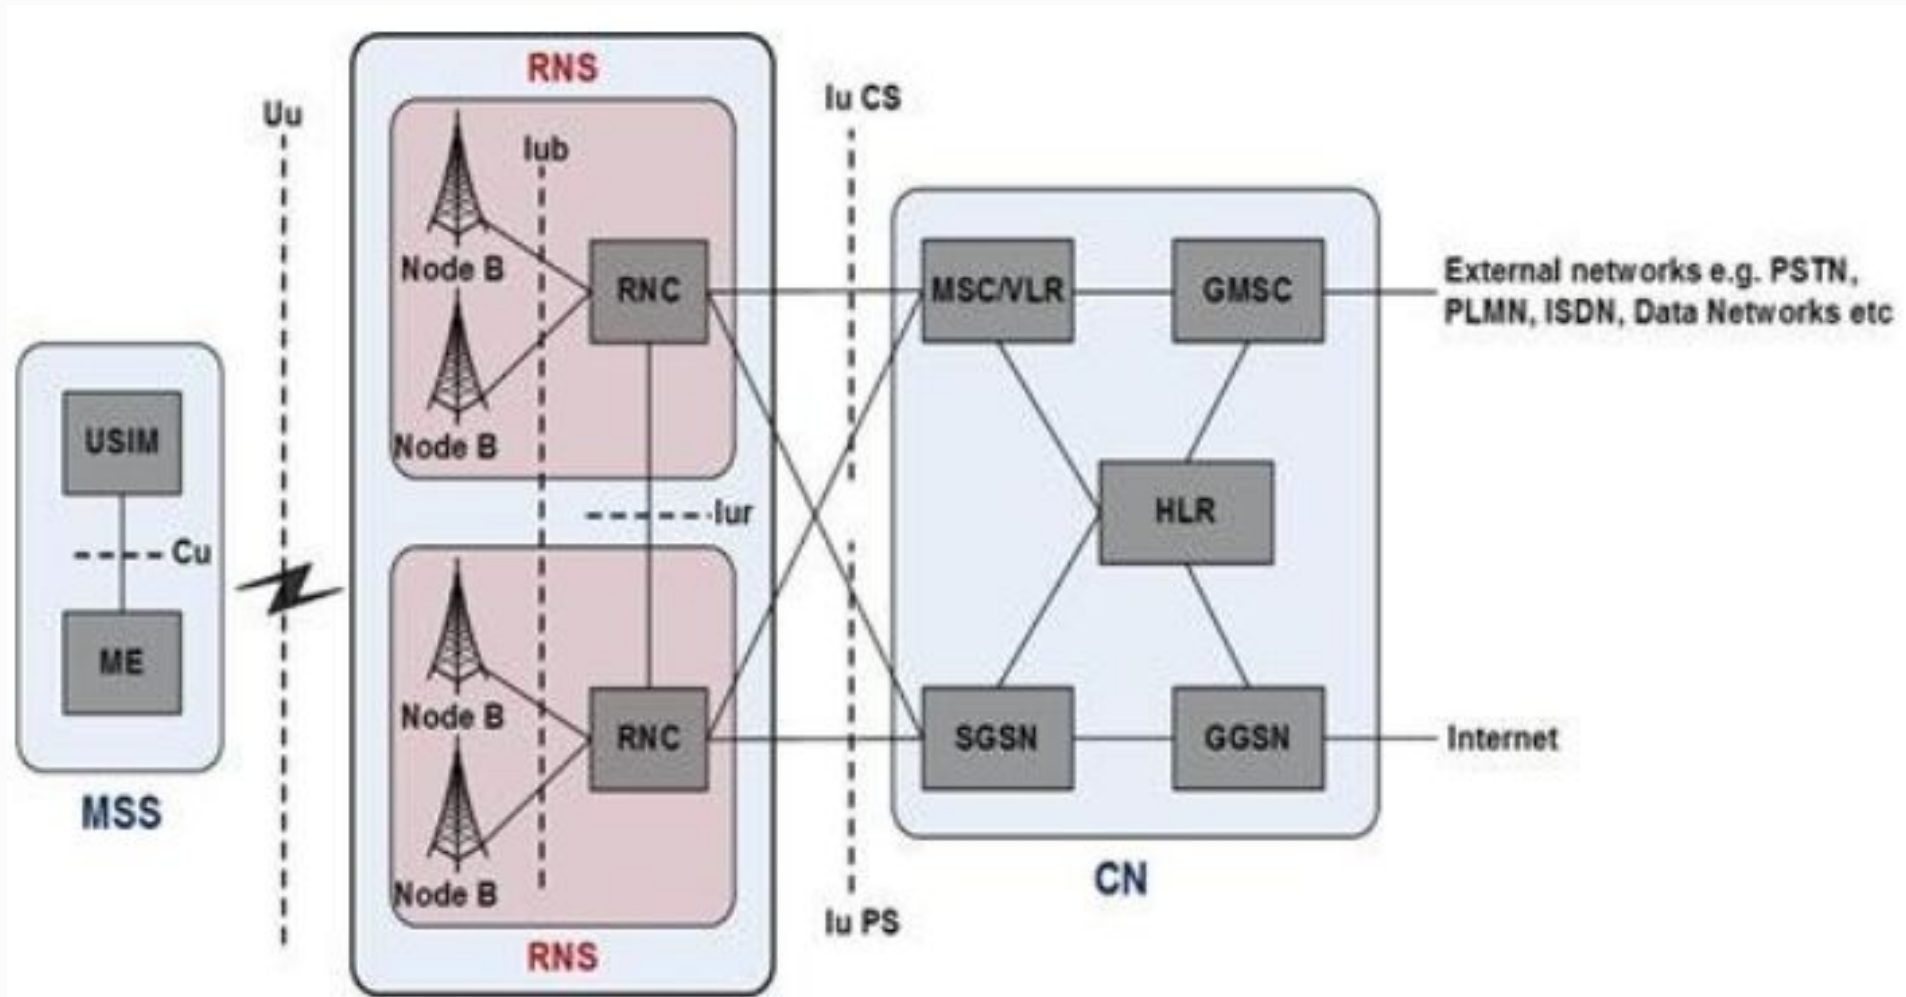 RNS
Uu
Iu CS
Iub
Node B
RNC
MSC/VLR
GMSC
External networks e.g. PSTN,
PLMN, ISDN, Data Networks etc
Node B
USIM
Cu
ME
MSS
Iur
HLR
Node B
RNC
SGSN
GGSN
Internet
Node B
RNS
Iu PS
CN